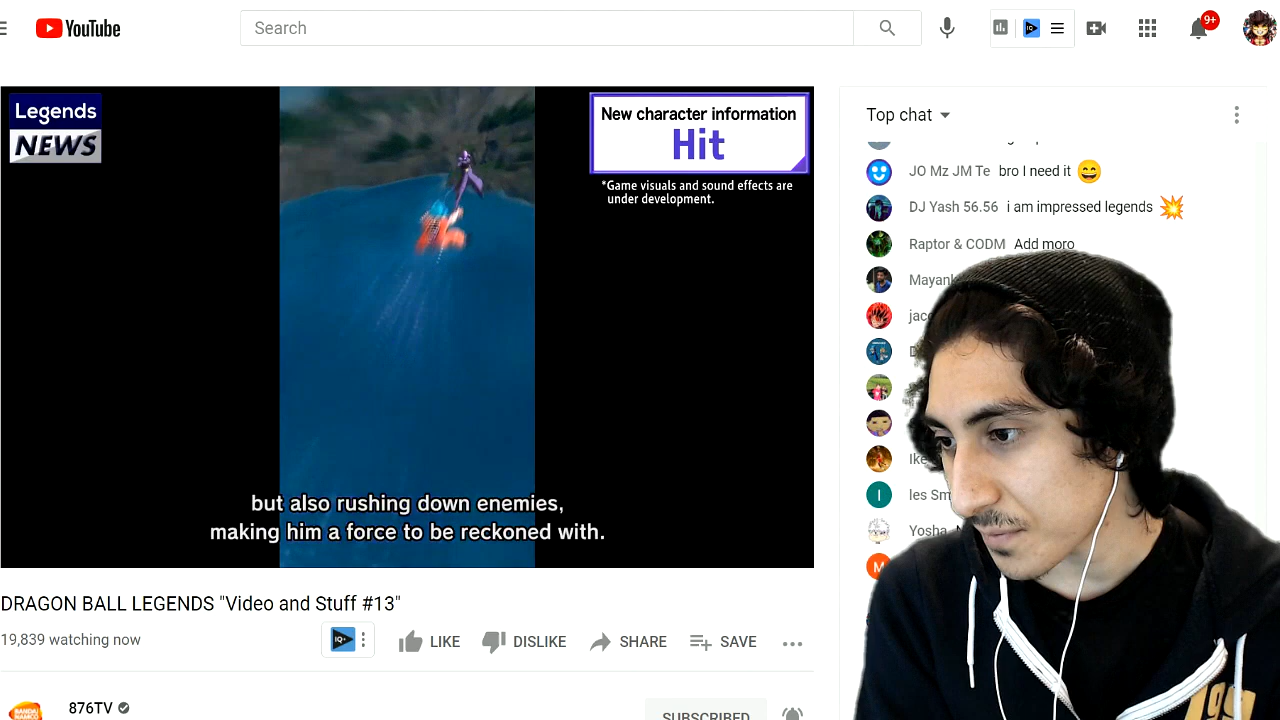 YouTube
Search
9+
Legends
NEWS
New character information
Hit
*Game visuals and sound effects are
under development.
but also rushing down enemies,
making him a force to be reckoned with.
DRAGON BALL LEGENDS "Video and Stuff #13"
19,839 watching now
IQ+
LIKE
DISLIKE
SHARE
SAVE
876TV
SUBSCRIBED
Top chat
JO Mz JM Te bro I need it
DJ Yash 56.56 i am impressed legends
Raptor & CODM Add moro
Mayank
jace
Ike
I les Sm
Yosha
M